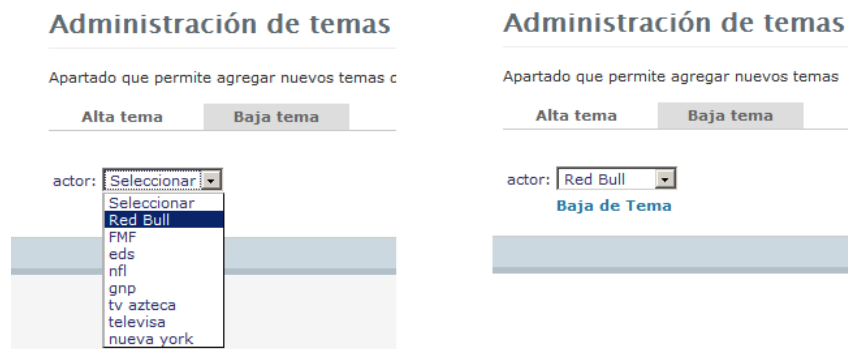 Administración de temas
Apartado que permite agregar nuevos temas
Alta tema
Baja tema
actor: Seleccionar
Seleccionar
Red Bull
FMF
eds
nfl
gnp
tv azteca
televisa
nueva york
Administración de temas
Apartado que permite agregar nuevos temas
Alta tema
Baja tema
actor: Red Bull
Baja de Tema